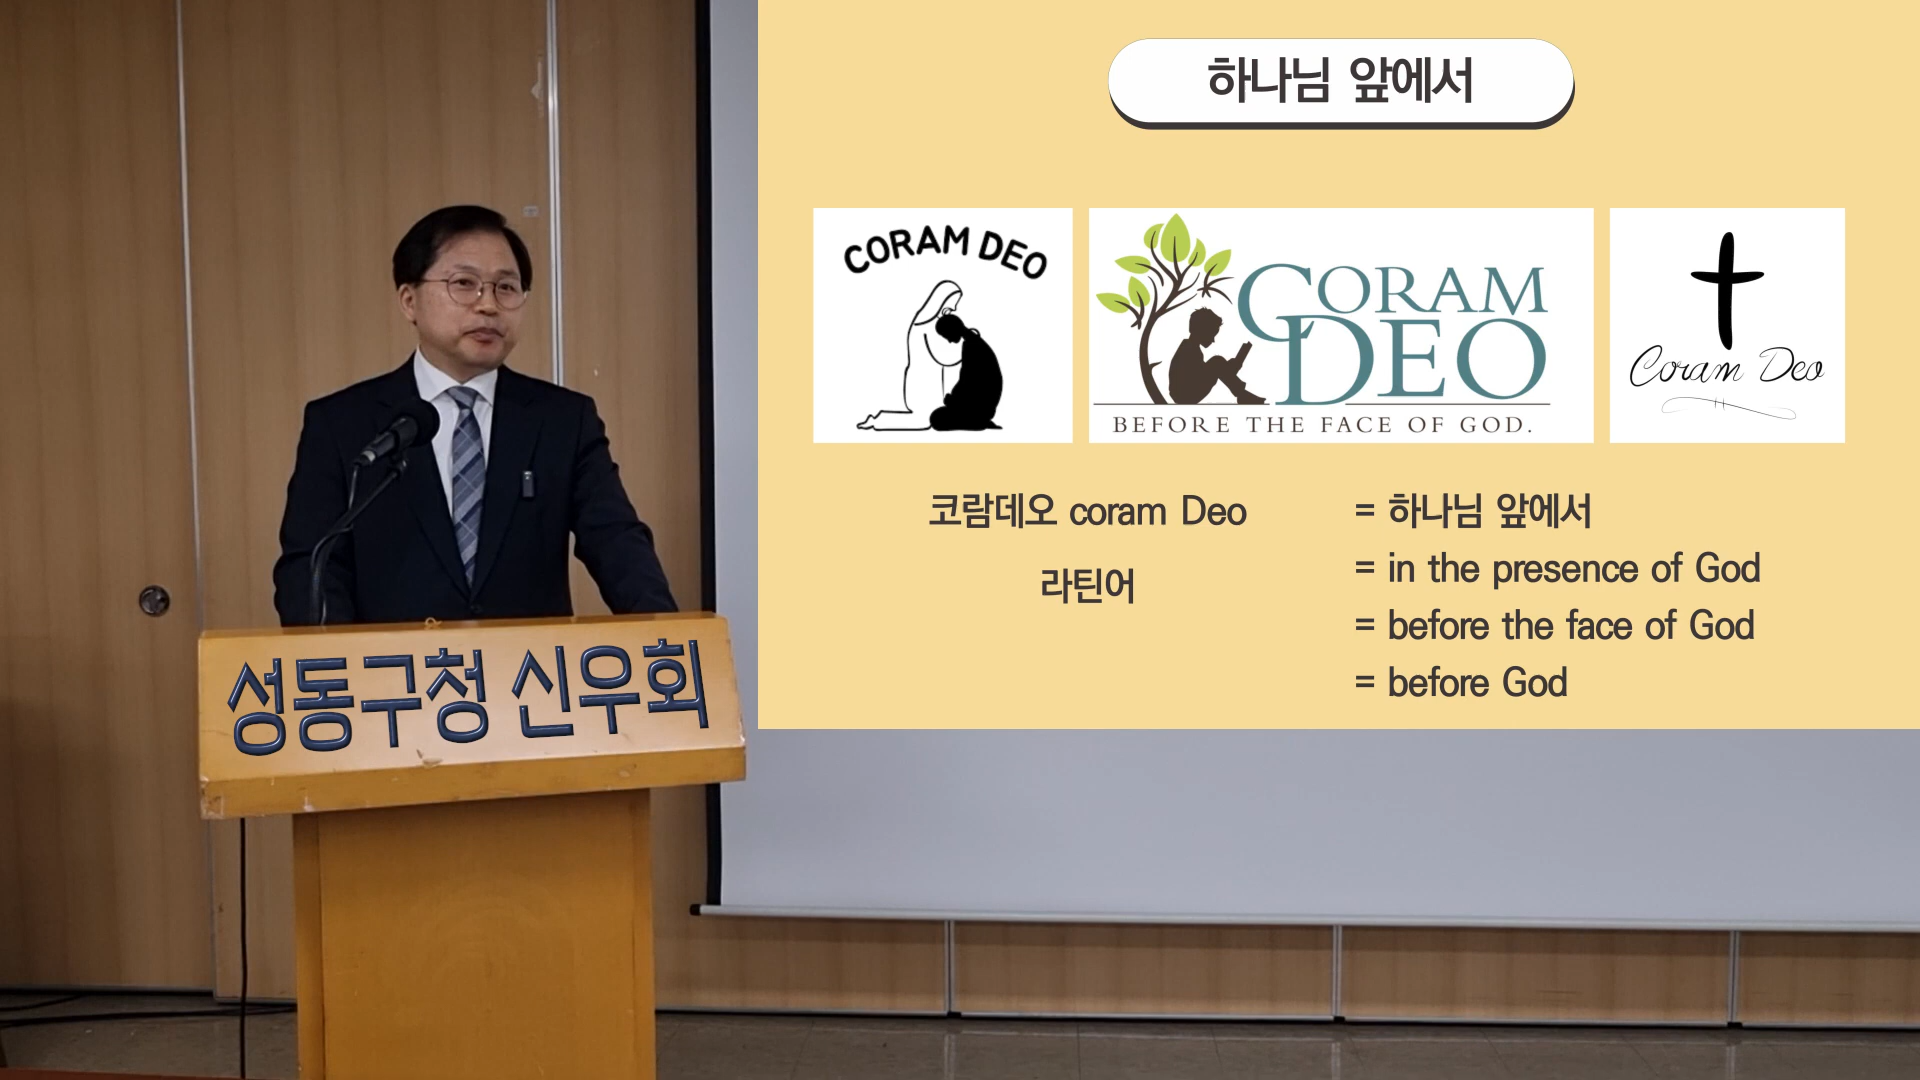 하나님 앞에서
CORAM DEO
CORAM
DEO
BEFORE THE FACE OF GOD.
Coram Deo
코람데오 coram Deo
라틴어
= 하나님 앞에서
= in the presence of God
= before the face of God
= before God
성동구청 신우회